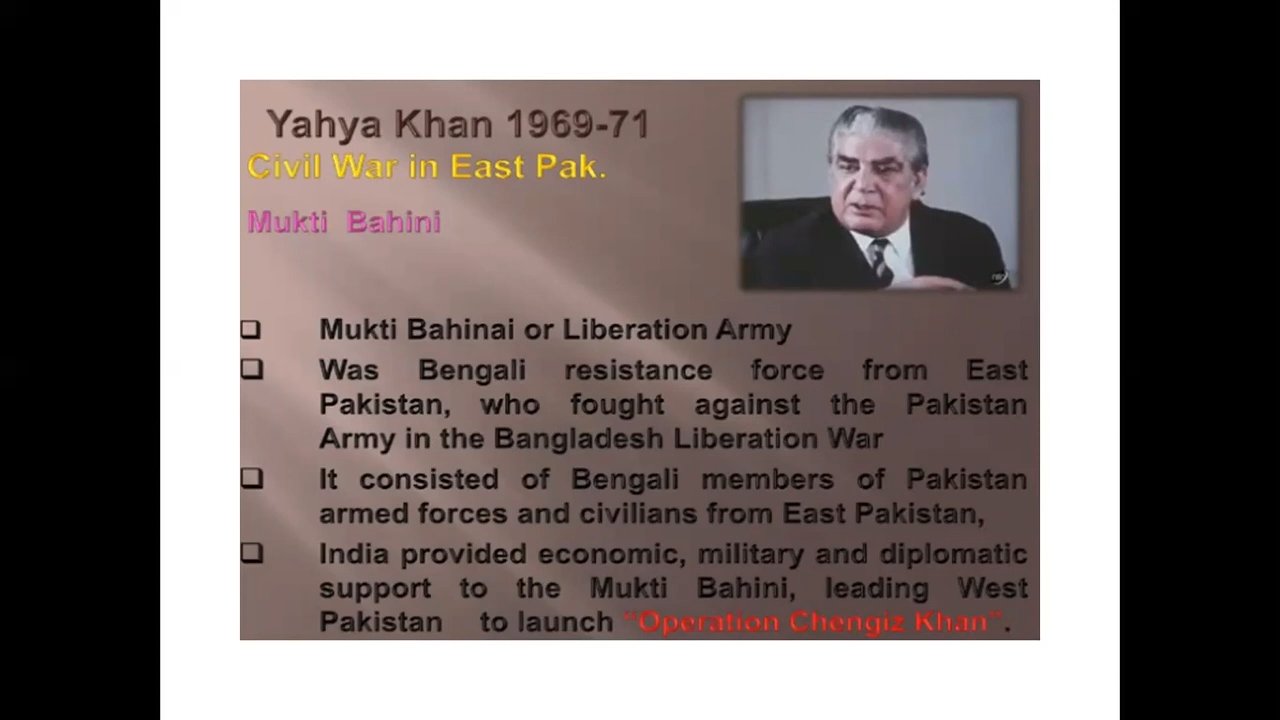 Yahya Khan 1969-71
Civil War in East Pak.
Mukti Bahini
Mukti Bahinai or Liberation Army
Was Bengali resistance force from East
Pakistan, who fought against the Pakistan
Army in the Bangladesh Liberation War
It consisted of Bengali members of Pakistan
armed forces and civilians from East Pakistan,
India provided economic, military and diplomatic
support to the Mukti Bahini, leading West
Pakistan to launch "Operation Chengiz Khan".